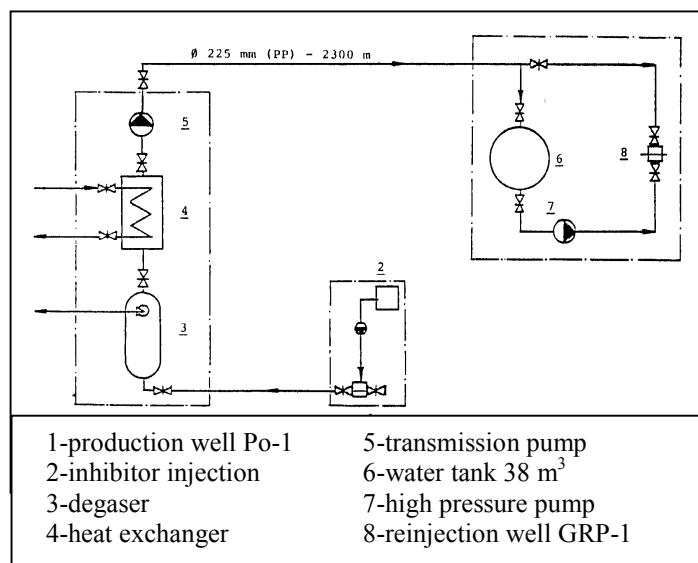 Ø 225 mm (PP) - 2300 m
5
4
3
2
6
7
8
1-production well Po-1
2-inhibitor injection
3-degaser
4-heat exchanger
5-transmission pump
6-water tank 38 m³
7-high pressure pump
8-reinjection well GRP-1